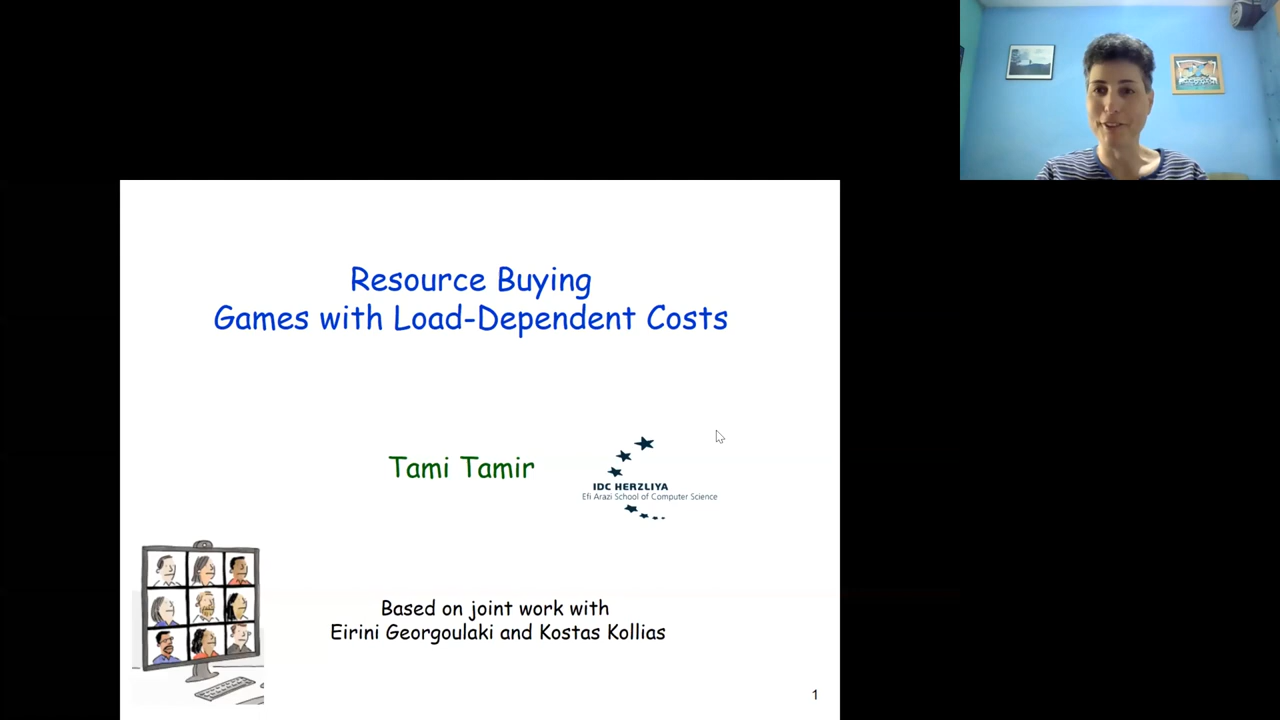 Resource Buying
Games with Load-Dependent Costs
Tami Tamir
IDC HERZLIYA
Efi Arazi School of Computer Science
Based on joint work with
Eirini Georgoulaki and Kostas Kollias
1